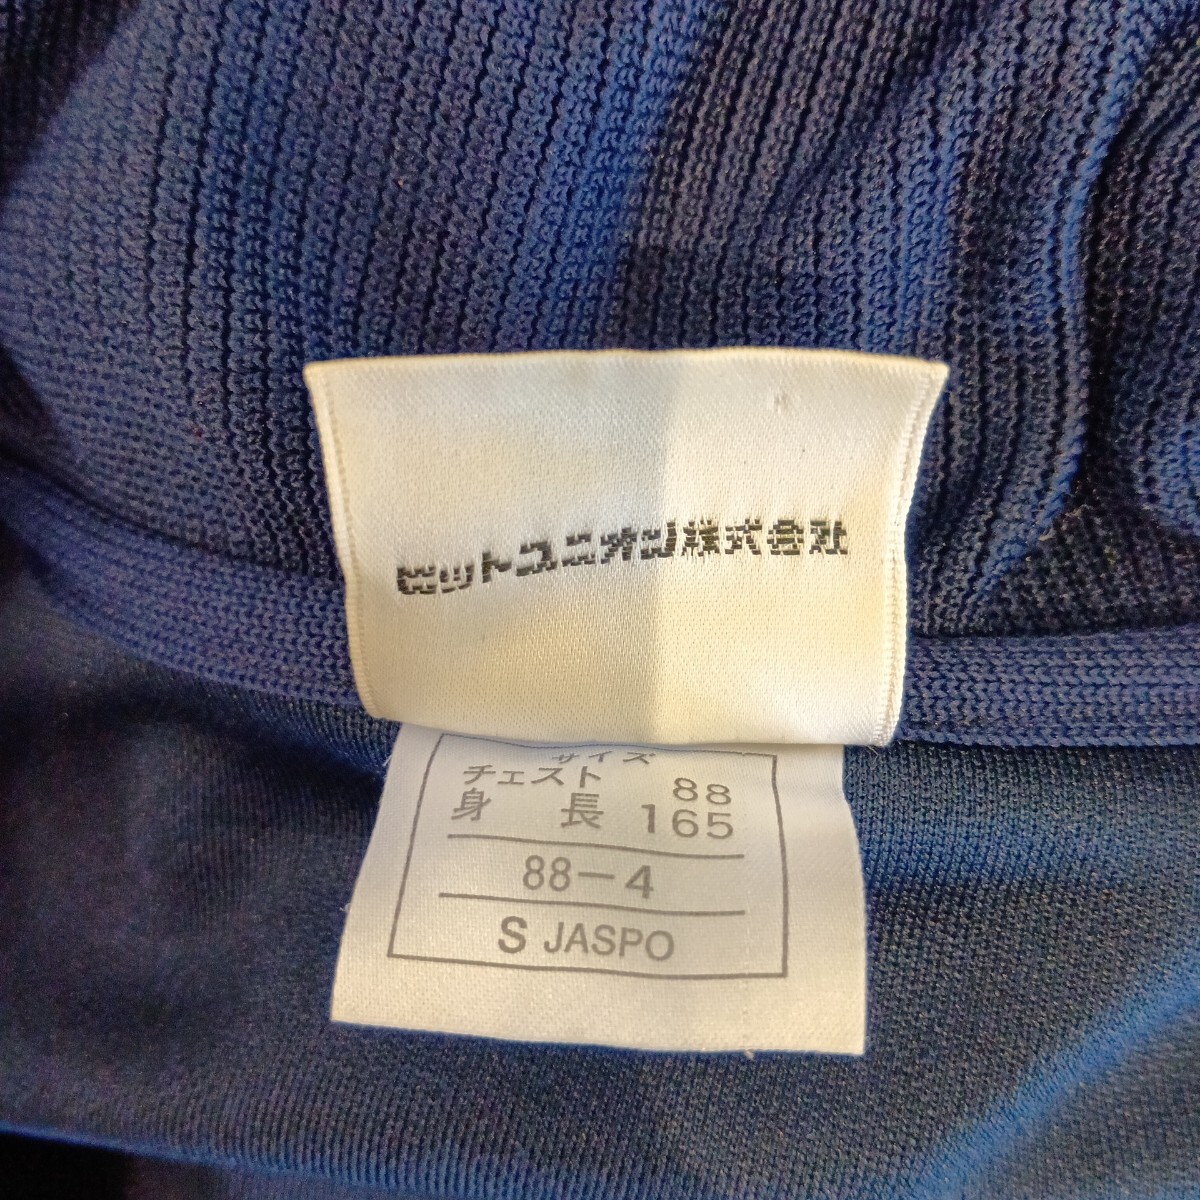 ヒットユニオン株式会社
サイズ
チェスト 88
身 長 165
88-4
S JASPO